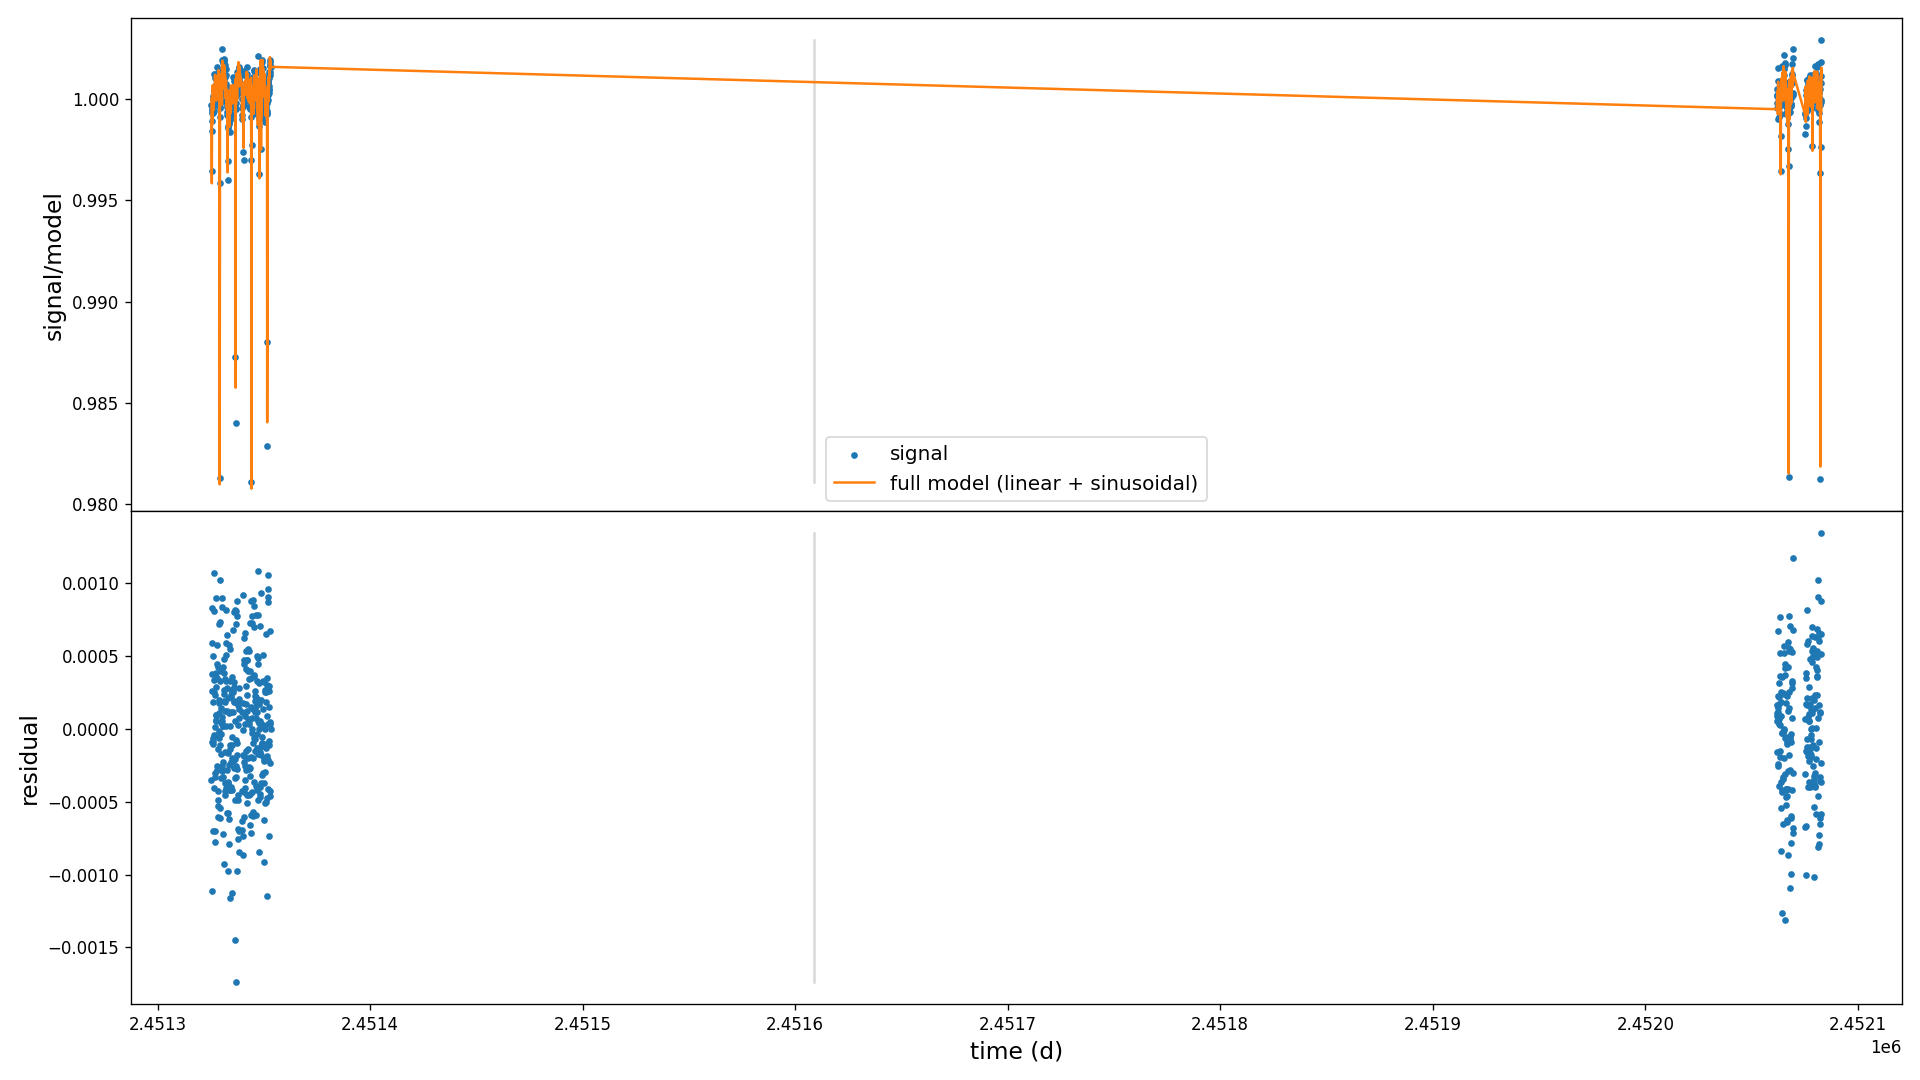 1.000
0.995
0.990
0.985
0.980
signal/model
signal
full model (linear + sinusoidal)
0.0010
0.0005
0.0000
−0.0005
−0.0010
−0.0015
residual
2.4513 2.4514 2.4515 2.4516 2.4517 2.4518 2.4519 2.4520 2.4521
1e6
time (d)